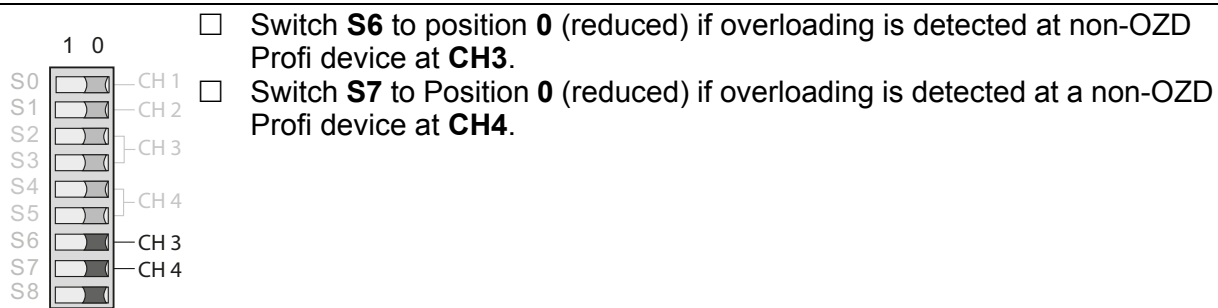 1 0
S0 CH 1
S1 CH 2
S2
CH 3
S3
S4
CH 4
S5
S6 CH 3
S7 CH 4
S8
☐ Switch S6 to position 0 (reduced) if overloading is detected at non-OZD
Profi device at CH3.
☐ Switch S7 to Position 0 (reduced) if overloading is detected at a non-OZD
Profi device at CH4.